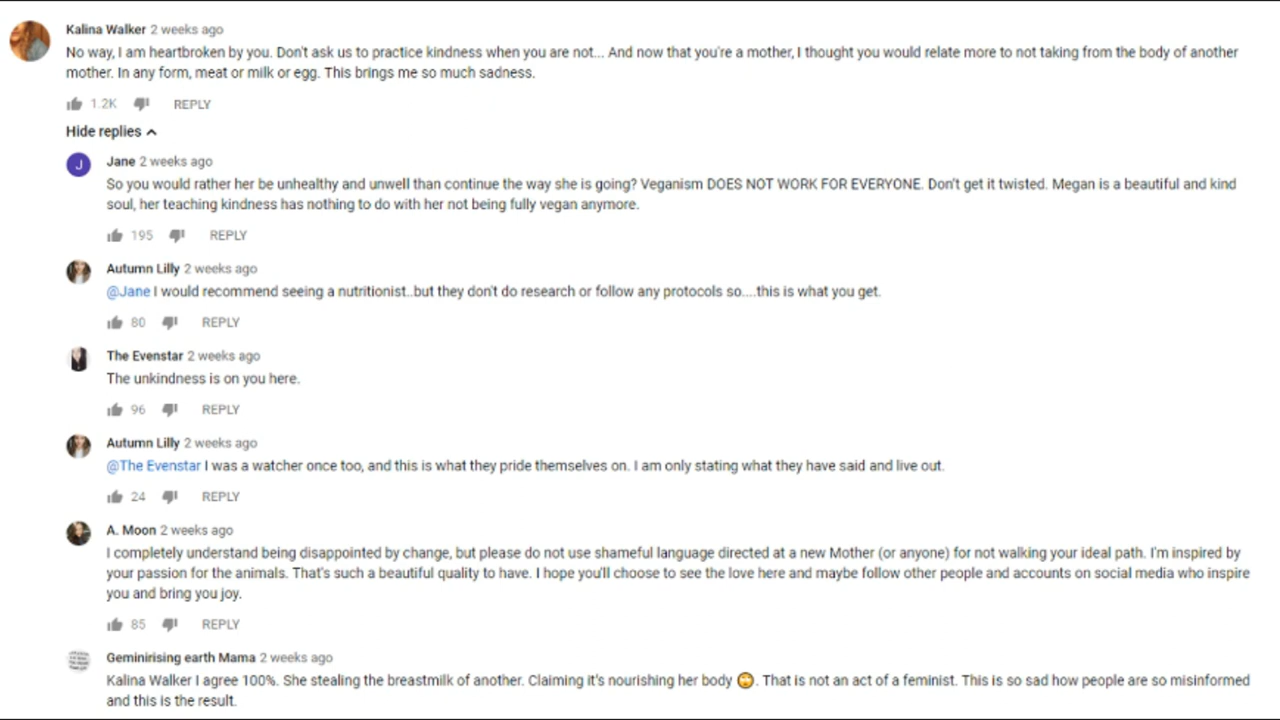 Kalina Walker 2 weeks ago
No way, I am heartbroken by you. Don't ask us to practice kindness when you are not... And now that you're a mother, I thought you would relate more to not taking from the body of another
mother. In any form, meat or milk or egg. This brings me so much sadness.
1.2K REPLY
Hide replies
J Jane 2 weeks ago
So you would rather her be unhealthy and unwell than continue the way she is going? Veganism DOES NOT WORK FOR EVERYONE. Don't get it twisted. Megan is a beautiful and kind
soul, her teaching kindness has nothing to do with her not being fully vegan anymore.
195 REPLY
Autumn Lilly 2 weeks ago
@Jane I would recommend seeing a nutritionist..but they don't do research or follow any protocols so....this is what you get.
80 REPLY
The Evenstar 2 weeks ago
The unkindness is on you here.
96 REPLY
Autumn Lilly 2 weeks ago
@The Evenstar I was a watcher once too, and this is what they pride themselves on. I am only stating what they have said and live out.
24 REPLY
A. Moon 2 weeks ago
I completely understand being disappointed by change, but please do not use shameful language directed at a new Mother (or anyone) for not walking your ideal path. I'm inspired by
your passion for the animals. That's such a beautiful quality to have. I hope you'll choose to see the love here and maybe follow other people and accounts on social media who inspire
you and bring you joy.
85 REPLY
Geminirising earth Mama 2 weeks ago
Kalina Walker I agree 100%. She stealing the breastmilk of another. Claiming it's nourishing her body 🙄. That is not an act of a feminist. This is so sad how people are so misinformed
and this is the result.